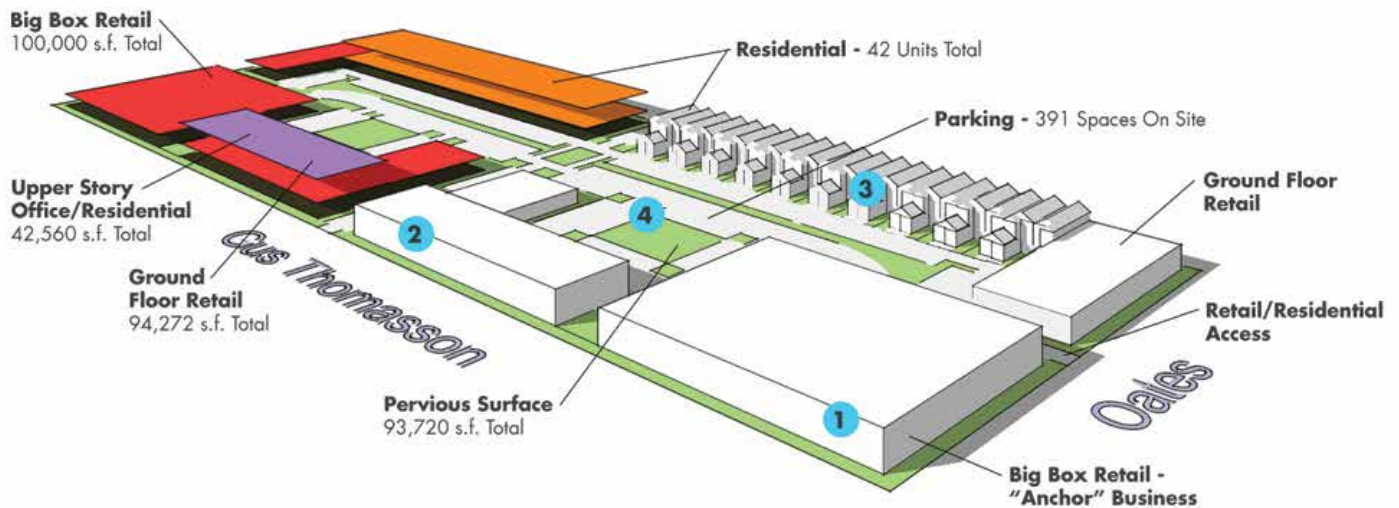 Big Box Retail
100,000 s.f. Total
Residential - 42 Units Total
Parking - 391 Spaces On Site
Ground Floor
Retail
Upper Story
Office/Residential
42,560 s.f. Total
3
4
2
Ground
Floor Retail
94,272 s.f. Total
Gus Thomasson
Retail/Residential
Access
Oates
Pervious Surface
93,720 s.f. Total
1
Big Box Retail -
“Anchor” Business